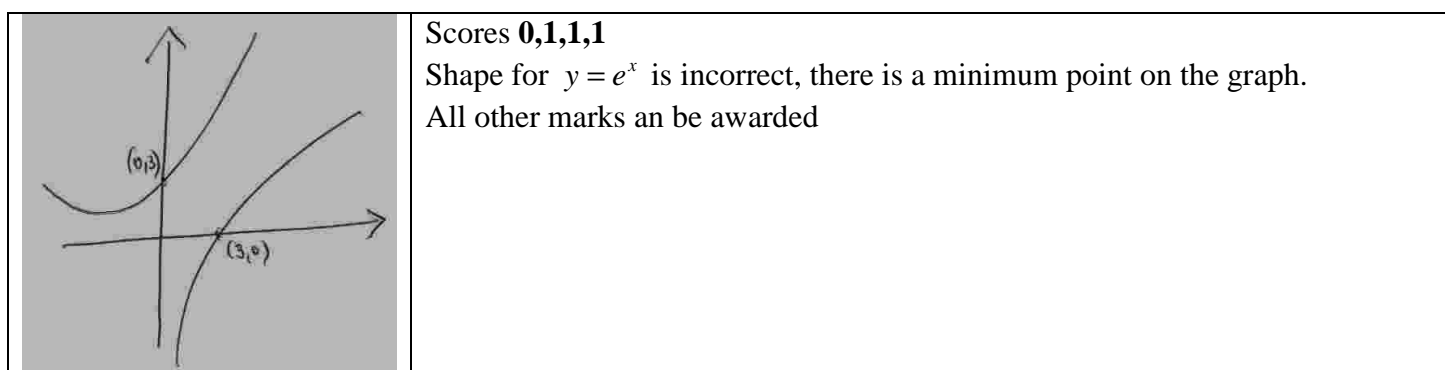 (0,3)
(3,0)
Scores 0,1,1,1
Shape for y = e^x is incorrect, there is a minimum point on the graph.
All other marks an be awarded